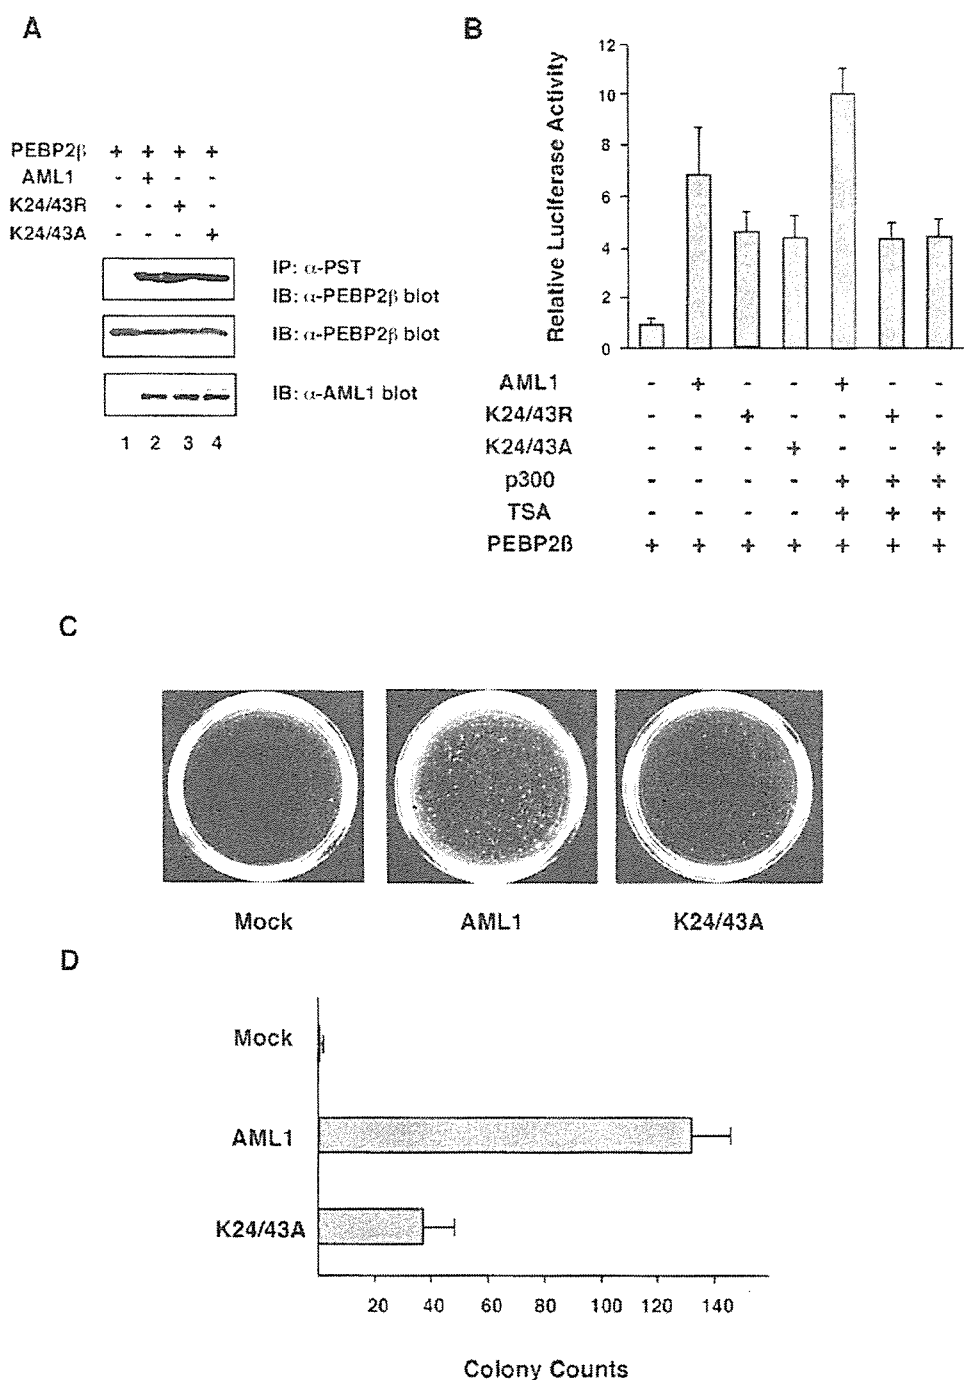 A
PEBP2β + + + +
AML1 - + - -
K24/43R - - + -
K24/43A - - - +
IP: α-PST
IB: α-PEBP2β blot
IB: α-PEBP2β blot
IB: α-AML1 blot
1 2 3 4
B
Relative Luciferase Activity
12
10
8
6
4
2
0
AML1 - + - - + - -
K24/43R - - + - - + -
K24/43A - - - + - - +
p300 - - - - + + +
TSA - - - - + + +
PEBP2ß + + + + + + +
C
Mock AML1 K24/43A
D
Mock
AML1
K24/43A
20 40 60 80 100 120 140
Colony Counts